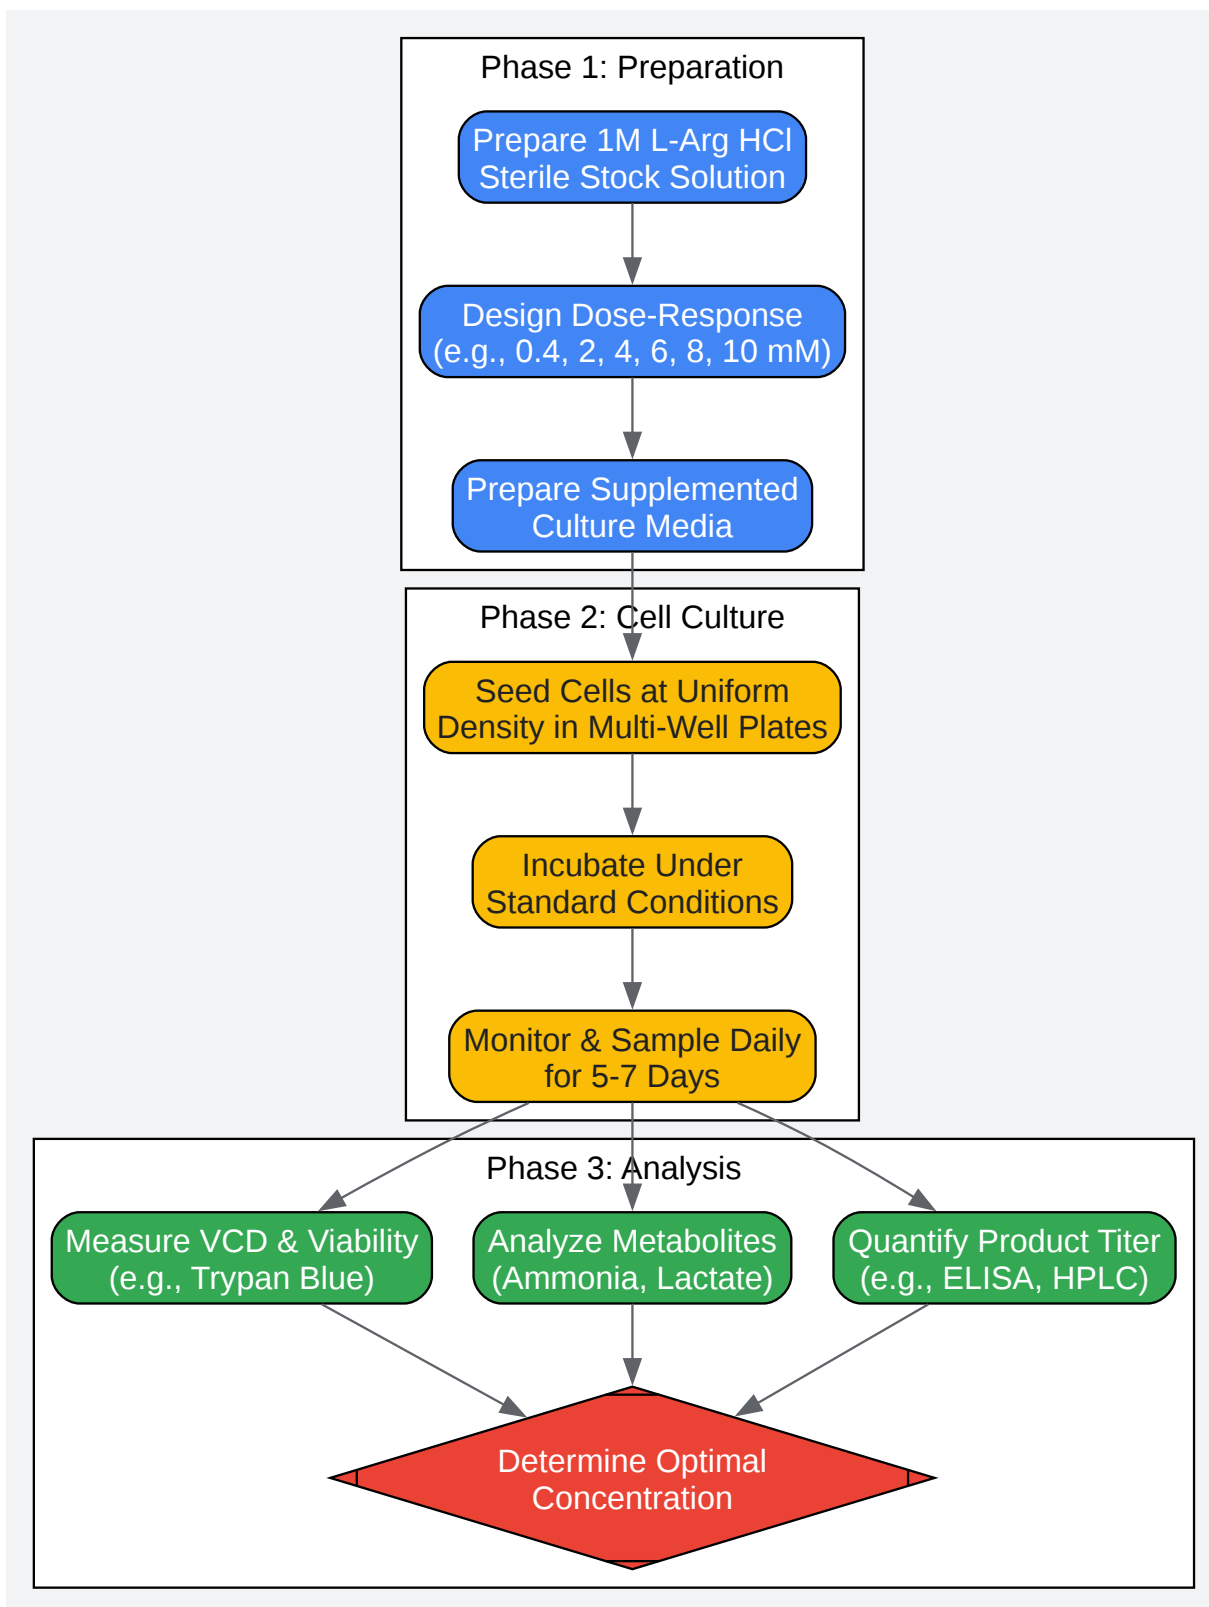 Phase 1: Preparation
Prepare 1M L-Arg HCl
Sterile Stock Solution
Design Dose-Response
(e.g., 0.4, 2, 4, 6, 8, 10 mM)
Prepare Supplemented
Culture Media
Phase 2: Cell Culture
Seed Cells at Uniform
Density in Multi-Well Plates
Incubate Under
Standard Conditions
Monitor & Sample Daily
for 5-7 Days
Phase 3: Analysis
Measure VCD & Viability
(e.g., Trypan Blue)
Analyze Metabolites
(Ammonia, Lactate)
Quantify Product Titer
(e.g., ELISA, HPLC)
Determine Optimal
Concentration